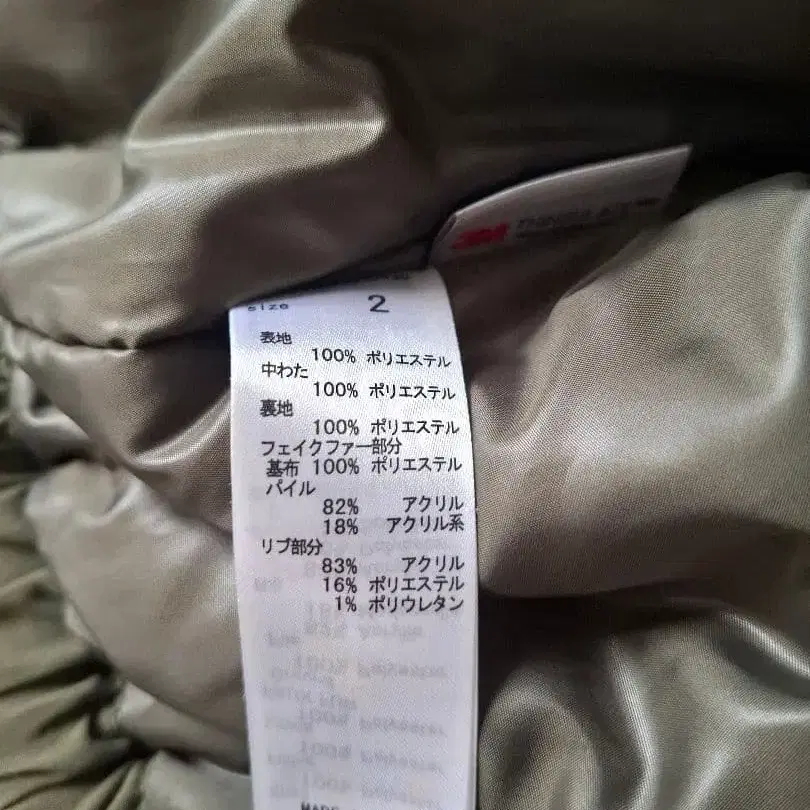 3M THINSULATE
size 2
表地
100% ポリエステル
中わた
100% ポリエステル
裏地
100% ポリエステル
フェイクファー部分
基布 100% ポリエステル
パイル
82% アクリル
18% アクリル系
リブ部分
83% アクリル
16% ポリエステル
1% ポリウレタン
MADE